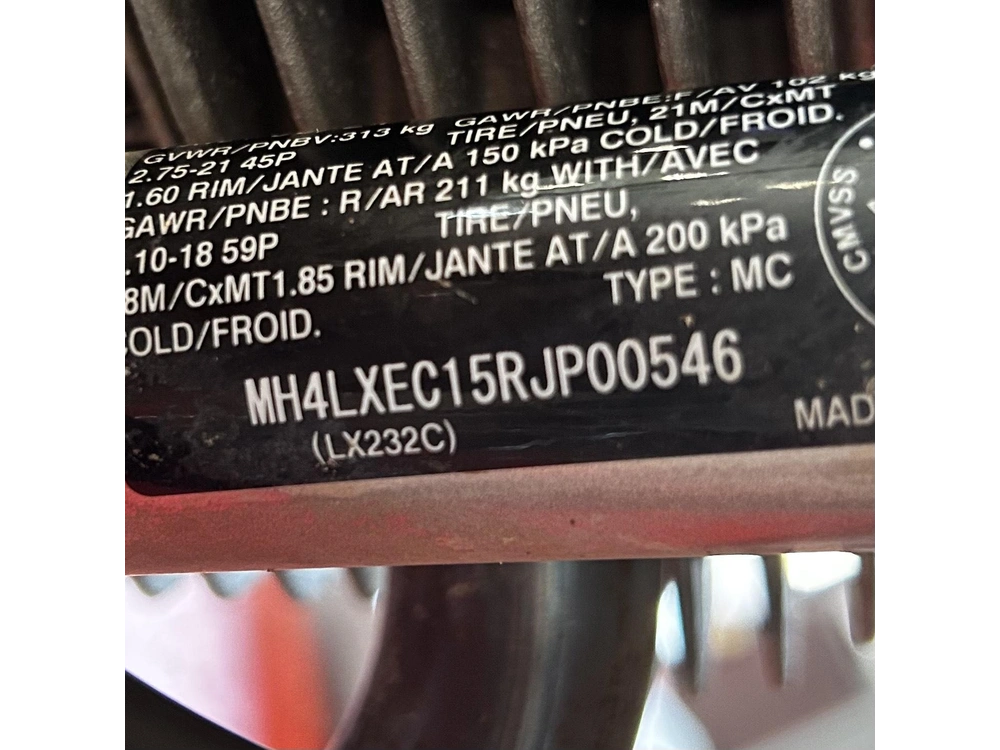 GVWR/PNBV:313 kg GAWR/PNBE:F/AV 102 kg
2.75-21 45P TIRE/PNEU, 21M/CxMT
1.60 RIM/JANTE AT/A 150 kPa COLD/FROID.
GAWR/PNBE : R/AR 211 kg WITH/AVEC
.10-18 59P TIRE/PNEU,
8M/CxMT1.85 RIM/JANTE AT/A 200 kPa
COLD/FROID. TYPE : MC
MH4LXEC15RJP00546
(LX232C)
MAD
CMVSS